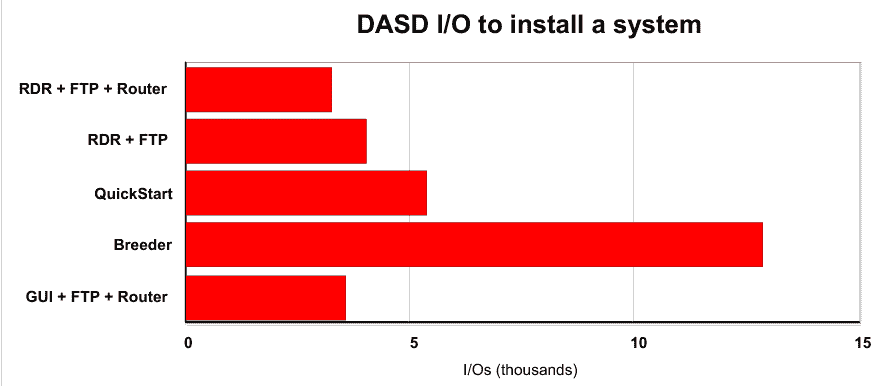 DASD I/O to install a system
RDR + FTP + Router
RDR + FTP
QuickStart
Breeder
GUI + FTP + Router
0 5 10 15
I/Os (thousands)